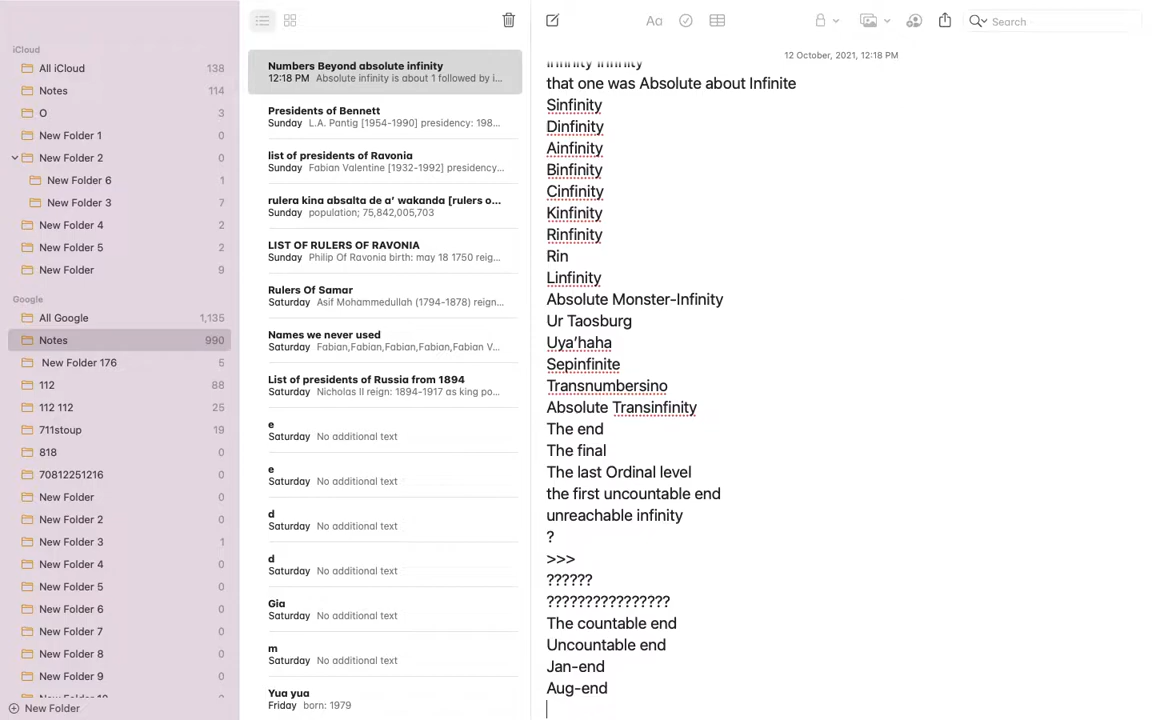 iCloud
All iCloud 138
Notes 114
O 3
New Folder 1 0
New Folder 2 0
New Folder 6 1
New Folder 3 7
New Folder 4 2
New Folder 5 2
New Folder 9
Google
All Google 1,135
Notes 990
New Folder 176 5
112 88
112 112 25
711stoup 19
818 0
70812251216 0
New Folder 0
New Folder 2 0
New Folder 3 1
New Folder 4 0
New Folder 5 0
New Folder 6 0
New Folder 7 0
New Folder 8 0
New Folder 9 0
New Folder
Numbers Beyond absolute infinity
12:18 PM Absolute infinity is about 1 followed by i...
Presidents of Bennett
Sunday L.A. Pantig [1954-1990] presidency: 198...
list of presidents of Ravonia
Sunday Fabian Valentine [1932-1992] presidency...
rulera kina absalta de a’ wakanda [rulers o...
Sunday population; 75,842,005,703
LIST OF RULERS OF RAVONIA
Sunday Philip Of Ravonia birth: may 18 1750 reig...
Rulers Of Samar
Saturday Asif Mohammedullah (1794-1878) reign...
Names we never used
Saturday Fabian,Fabian,Fabian,Fabian,Fabian V...
List of presidents of Russia from 1894
Saturday Nicholas II reign: 1894-1917 as king po...
e
Saturday No additional text
e
Saturday No additional text
d
Saturday No additional text
d
Saturday No additional text
Gia
Saturday No additional text
m
Saturday No additional text
Yua yua
Friday born: 1979
Aa
Search
12 October, 2021, 12:18 PM
that one was Absolute about Infinite
Sinfinity
Dinfinity
Ainfinity
Binfinity
Cinfinity
Kinfinity
Rinfinity
Rin
Linfinity
Absolute Monster-Infinity
Ur Taosburg
Uya’haha
Sepinfinite
Transnumbersino
Absolute Transinfinity
The end
The final
The last Ordinal level
the first uncountable end
unreachable infinity
?
>>>
??????
????????????????
The countable end
Uncountable end
Jan-end
Aug-end